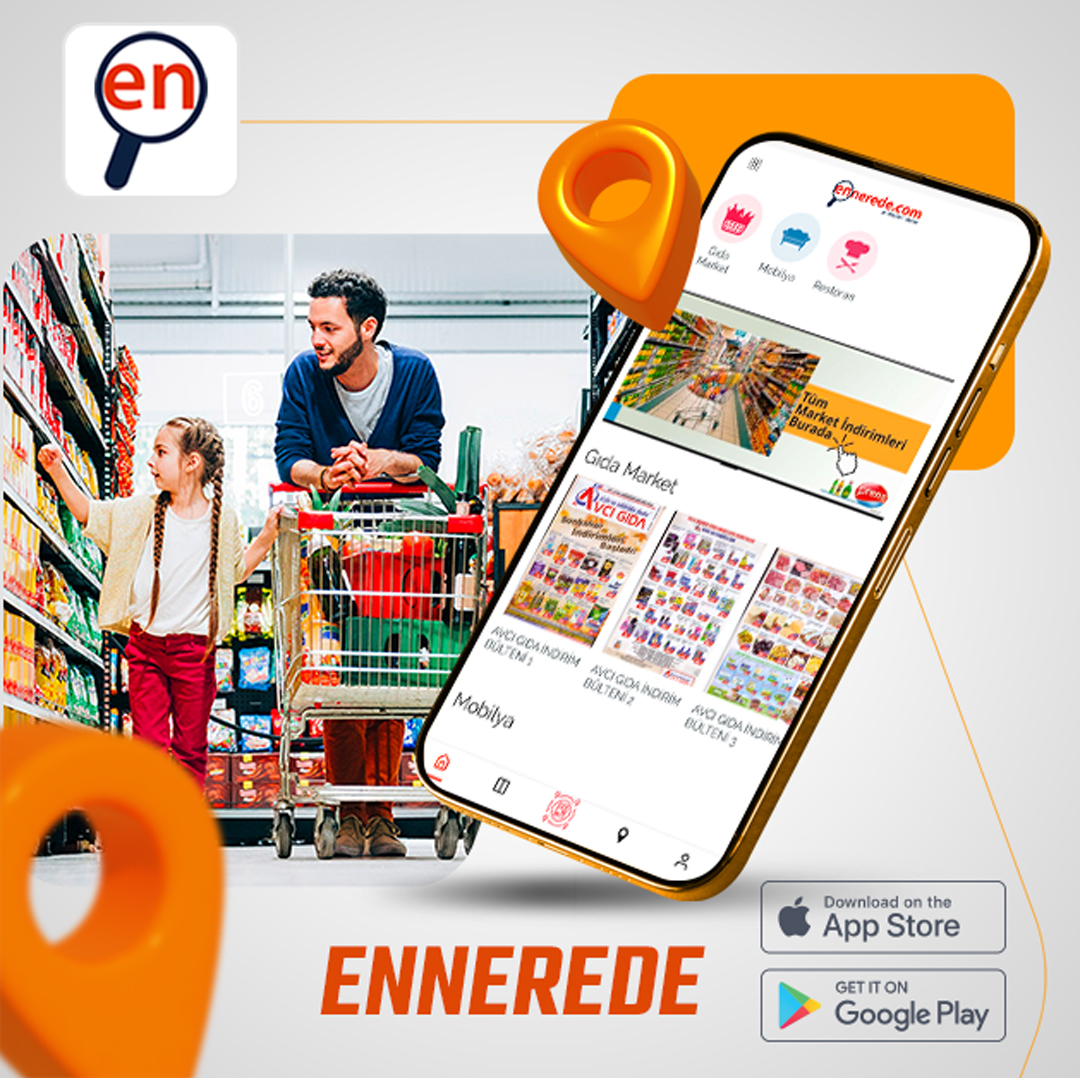 en
ennerede.com
Gıda
Market
Mobilya
Restoran
Tüm
Market İndirimleri
Burada
Gıda Market
AVCI GIDA
AVCI GIDA İNDİRİM
BÜLTENİ 1
AVCI GIDA İNDİRİM
BÜLTENİ 2
AVCI GIDA İNDİRİM
BÜLTENİ 3
Mobilya
6
ENNEREDE
Download on the
App Store
GET IT ON
Google Play